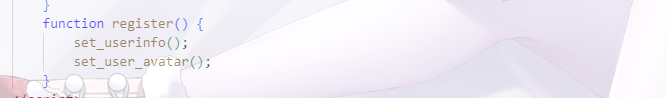 }
function register() {
set_userinfo();
set_user_avatar();
}